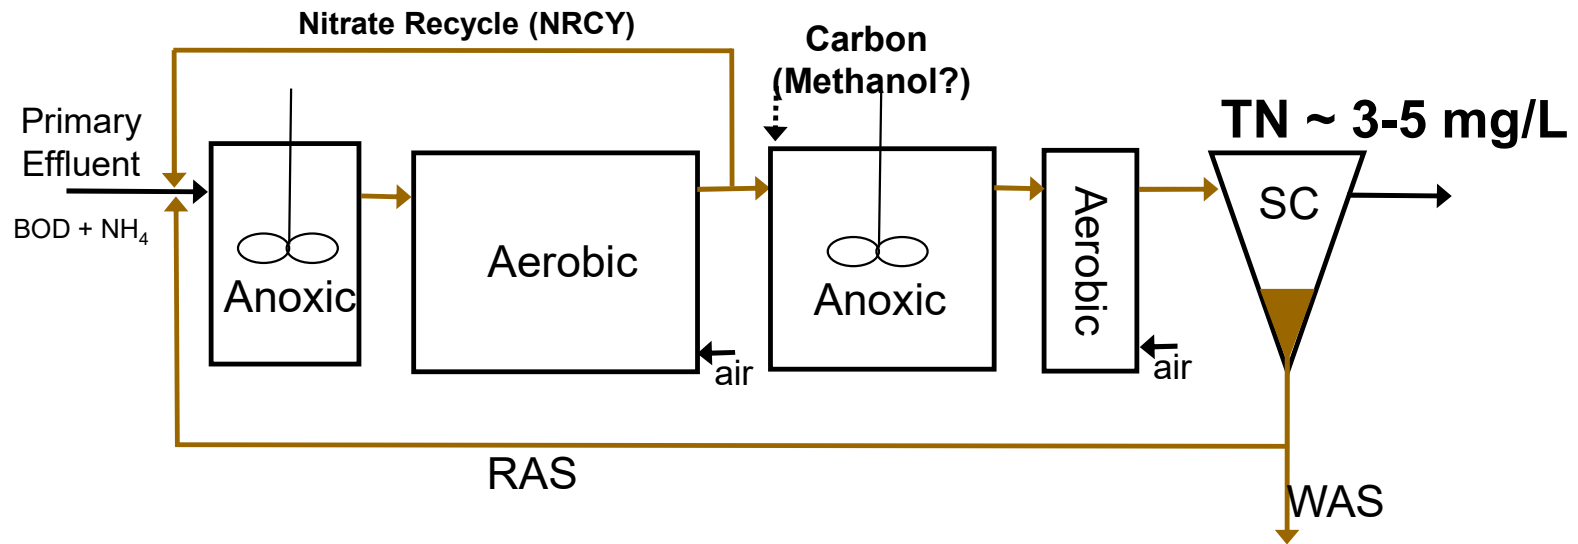 Nitrate Recycle (NRCY)
Carbon
(Methanol?)
TN ~ 3-5 mg/L
Primary
Effluent
BOD + NH₄
Anoxic
Aerobic
air
Anoxic
Aerobic
air
SC
RAS
WAS